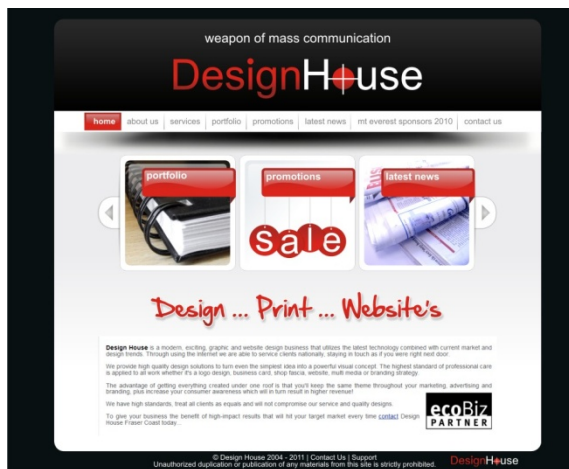 weapon of mass communication
DesignHouse
home about us services portfolio promotions latest news mt everest sponsors 2010 contact us
portfolio promotions latest news
sale
Design ... Print ... Website's
Design House is a modern, exciting, graphic and website design business that utilizes the latest technology combined with current market and
design trends. Through using the Internet we are able to service clients nationally, staying in touch as if you were right next door.
We provide high quality design solutions to turn even the simplest idea into a powerful visual concept. The highest standard of professional care
is applied to all work whether it's a logo design, business card, shop fascia, website, multi media or branding strategy.
The advantage of getting everything created under one roof is that you'll keep the same theme throughout your marketing, advertising and
branding, plus increase your consumer awareness which will in turn result in higher revenue!
We have high standards, treat all clients as equals and will not compromise our service and quality designs.
To give your business the benefit of high-impact results that will hit your target market every time contact Design
House Fraser Coast today...
ecoBiz
PARTNER
© Design House 2004 - 2011 | Contact Us | Support
Unauthorized duplication or publication of any materials from this site is strictly prohibited.
DesignHouse